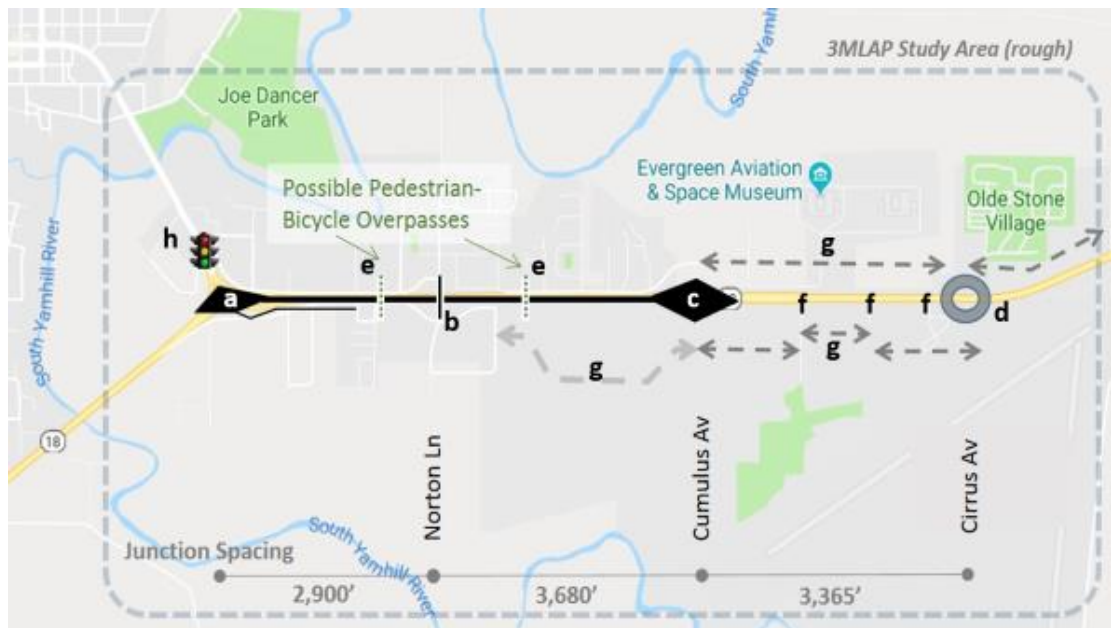 3MLAP Study Area (rough)
South Yamh
Joe Dancer
Park
Evergreen Aviation
& Space Museum
Possible Pedestrian-
Bicycle Overpasses
Olde Stone
Village
South Yamhill River
h
e
e
g
a
b
c
f
f
f
d
g
g
18
Norton Ln
Cumulus Av
Cirrus Av
South Yamhill
River
Junction Spacing
2,900’
3,680’
3,365’